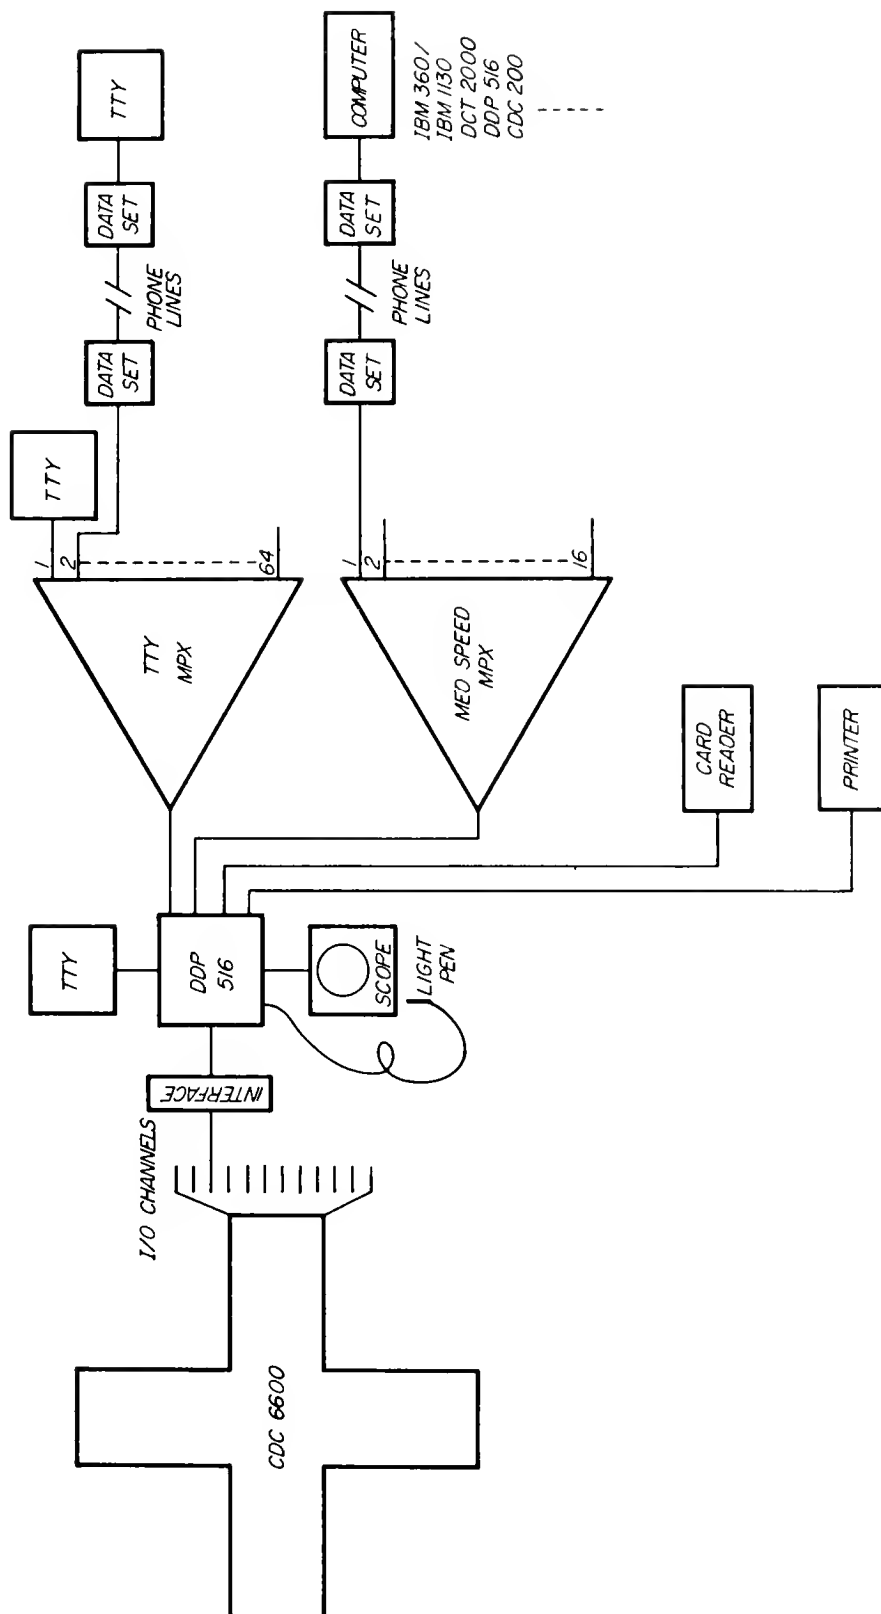 TTY
DATA
SET
PHONE
LINES
DATA
SET
TTY
1
2
64
TTY
MPX
COMPUTER
IBM 360/
IBM 1130
DCT 2000
DDP 516
CDC 200
DATA
SET
PHONE
LINES
DATA
SET
1
2
16
MED SPEED
MPX
CARD
READER
PRINTER
TTY
DDP
516
SCOPE
LIGHT
PEN
INTERFACE
I/O CHANNELS
CDC 6600